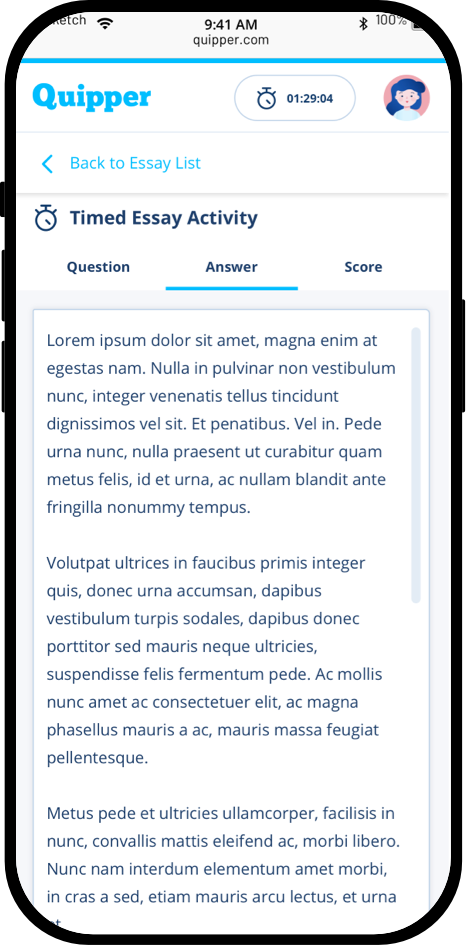 9:41 AM
100%
quipper.com
Quipper
01:29:04
Back to Essay List
Timed Essay Activity
Question Answer Score
Lorem ipsum dolor sit amet, magna enim at
egestas nam. Nulla in pulvinar non vestibulum
nunc, integer venenatis tellus tincidunt
dignissimos vel sit. Et penatibus. Vel in. Pede
urna nunc, nulla praesent ut curabitur quam
metus felis, id et urna, ac nullam blandit ante
fringilla nonummy tempus.
Volutpat ultrices in faucibus primis integer
quis, donec urna accumsan, dapibus
vestibulum turpis sodales, dapibus donec
porttitor sed mauris neque ultricies,
suspendisse felis fermentum pede. Ac mollis
nunc amet ac consectetuer elit, ac magna
phasellus mauris a ac, mauris massa feugiat
pellentesque.
Metus pede et ultricies ullamcorper, facilisis in
nunc, convallis mattis eleifend ac, morbi libero.
Nunc nam interdum elementum amet morbi,
in cras a sed, etiam mauris arcu lectus, et urna